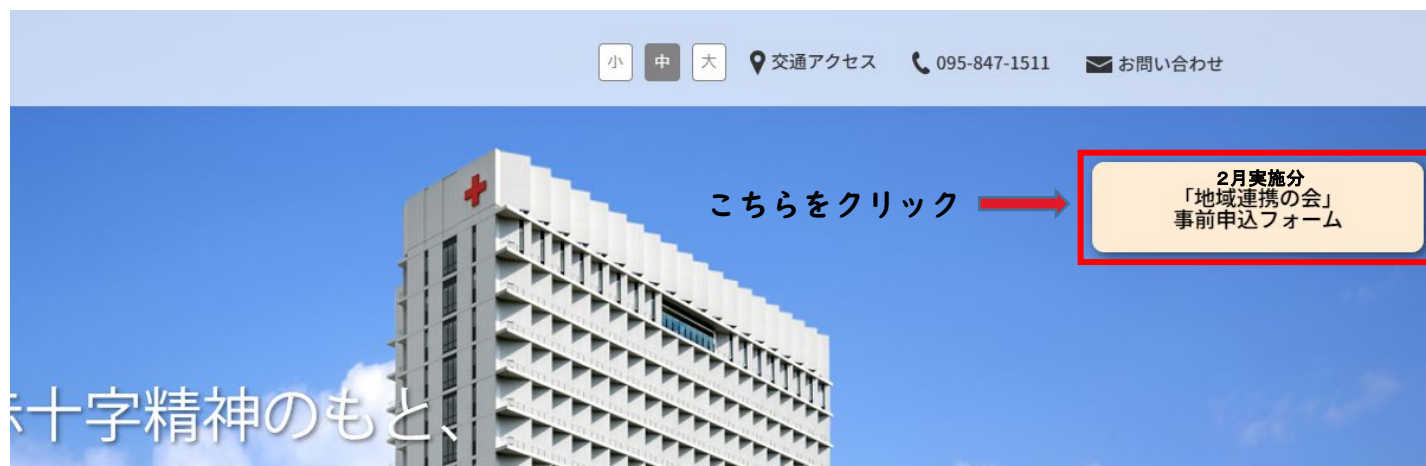 小 中 大 交通アクセス 095-847-1511 お問い合わせ
2月実施分
「地域連携の会」
事前申込フォーム
こちらをクリック
十字精神のもと、